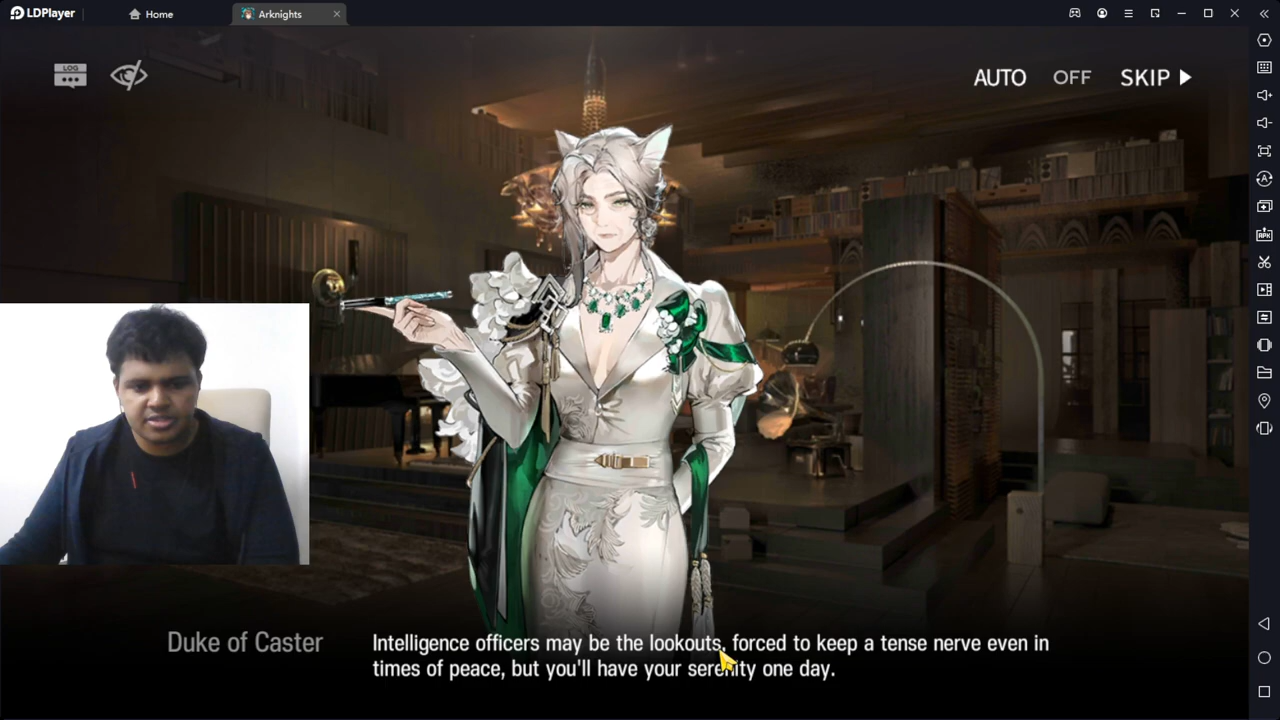 LDPlayer
Home
Arknights
LOG
AUTO
OFF
SKIP
APK
Duke of Caster
Intelligence officers may be the lookouts, forced to keep a tense nerve even in
times of peace, but you'll have your serenity one day.